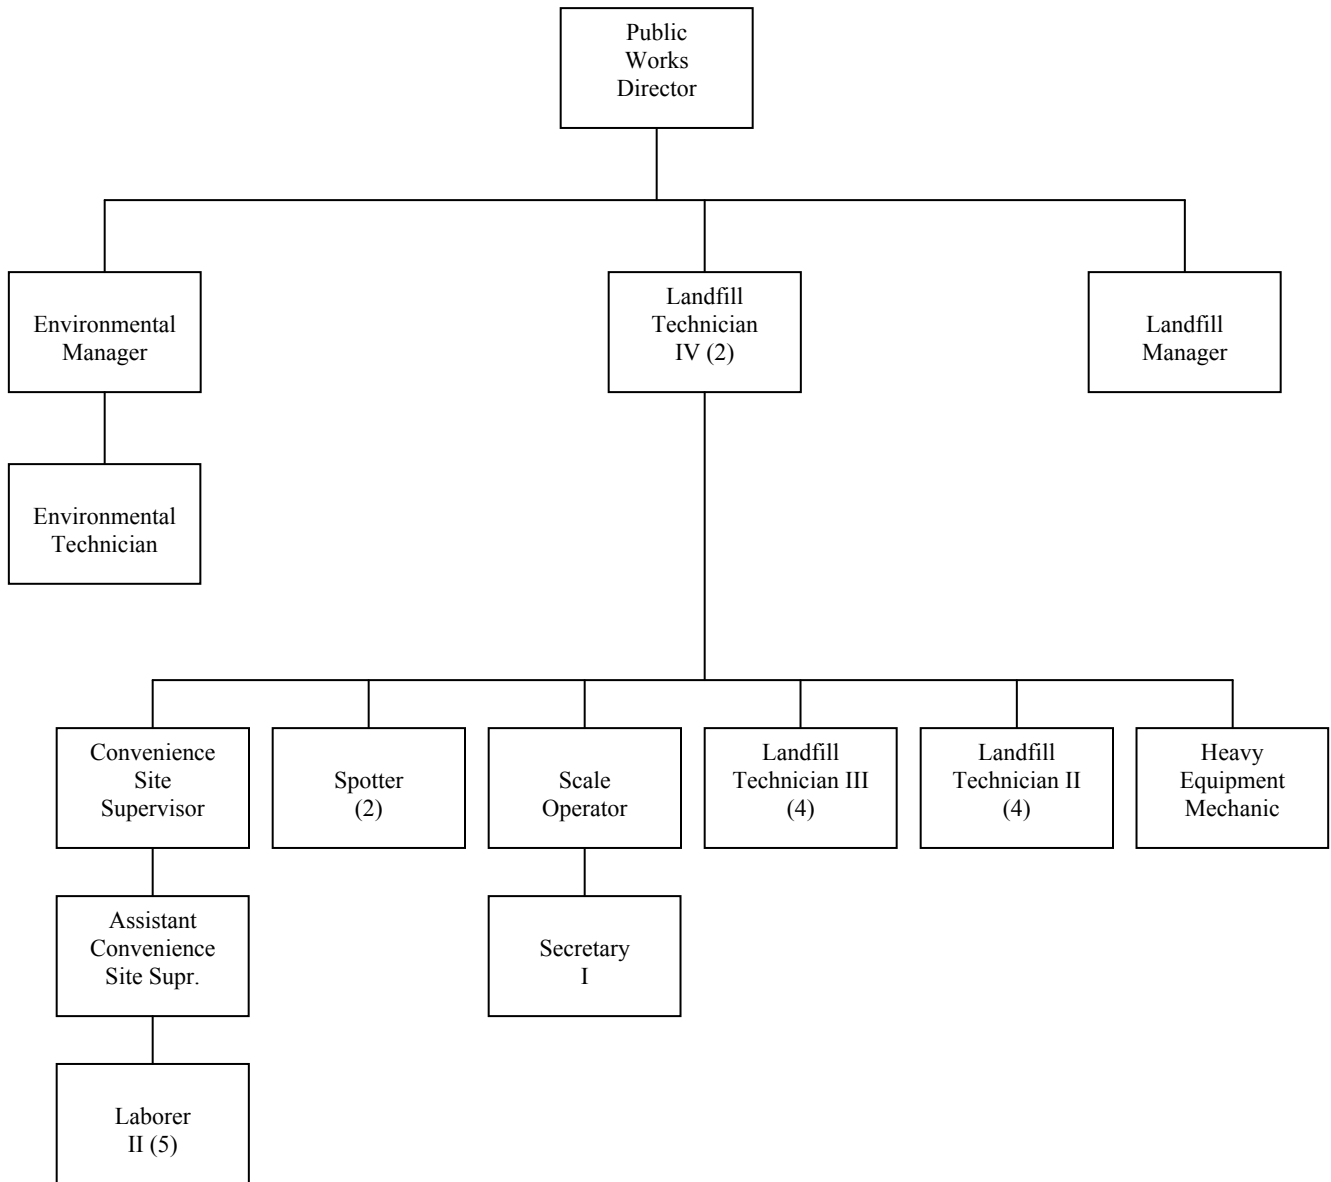 Public
Works
Director
Environmental
Manager
Landfill
Technician
IV (2)
Landfill
Manager
Environmental
Technician
Convenience
Site
Supervisor
Spotter
(2)
Scale
Operator
Landfill
Technician III
(4)
Landfill
Technician II
(4)
Heavy
Equipment
Mechanic
Assistant
Convenience
Site Supr.
Secretary
I
Laborer
II (5)